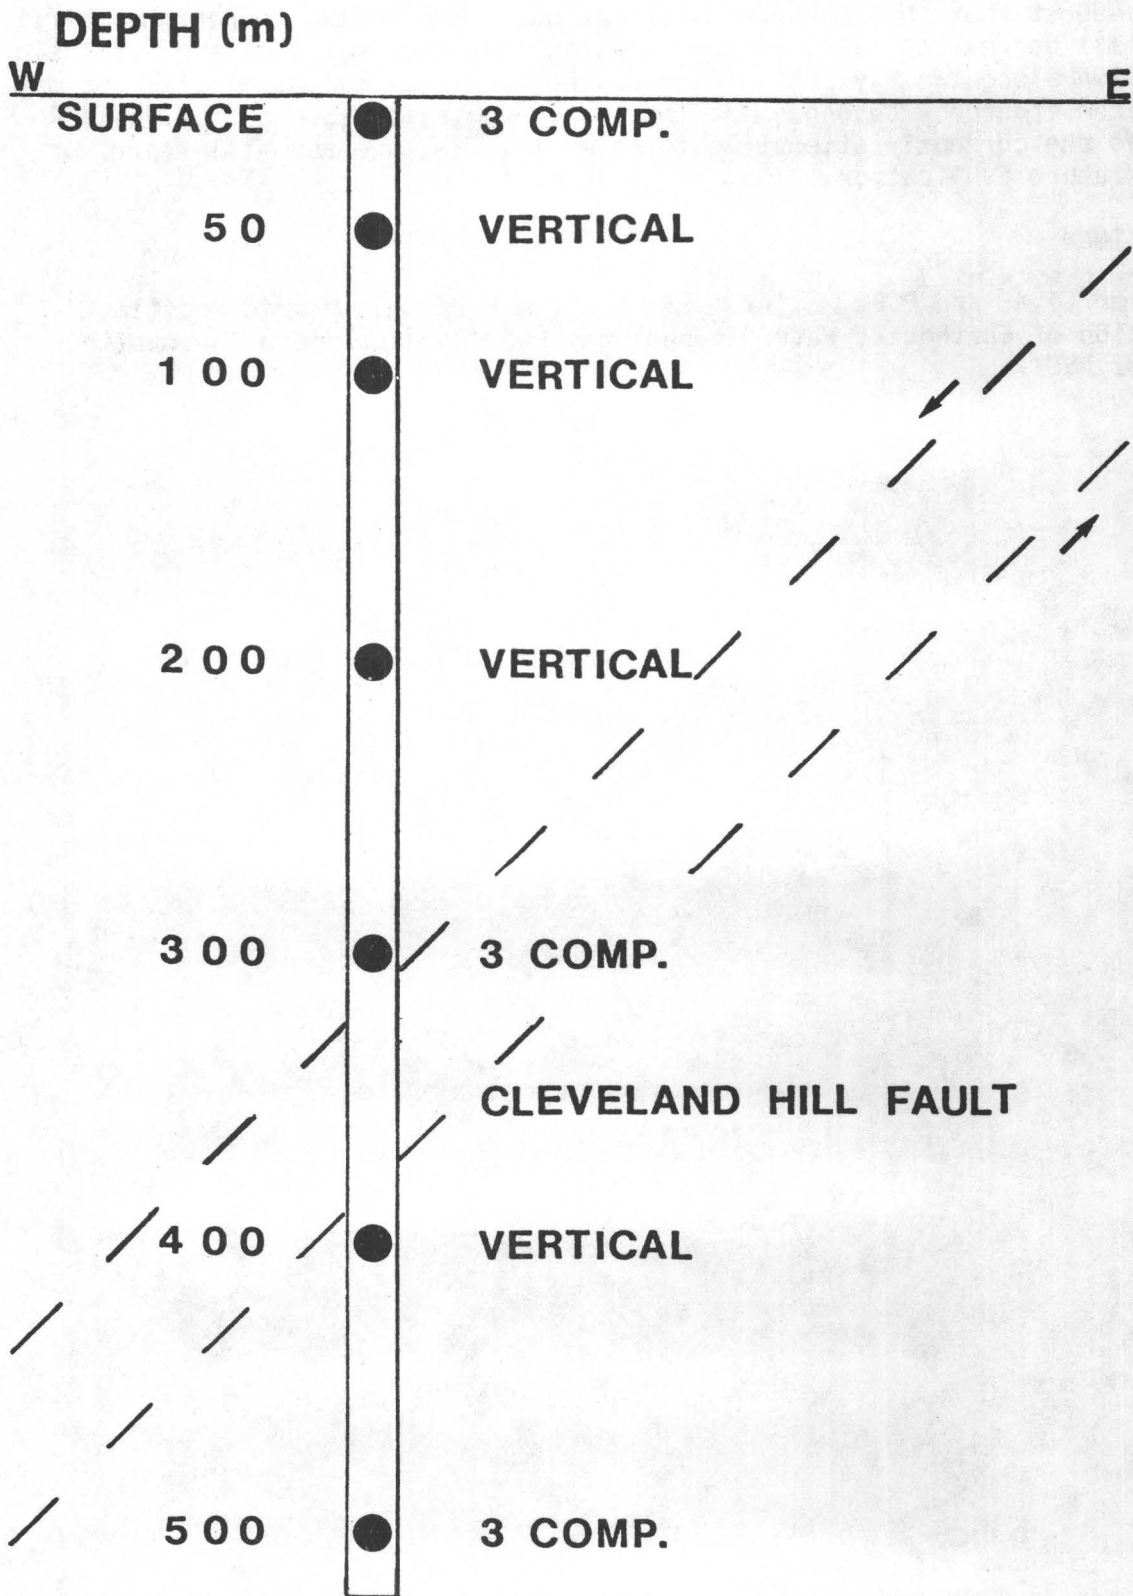 DEPTH (m)
W E
SURFACE 3 COMP.
50 VERTICAL
100 VERTICAL
200 VERTICAL
300 3 COMP.
CLEVELAND HILL FAULT
400 VERTICAL
500 3 COMP.